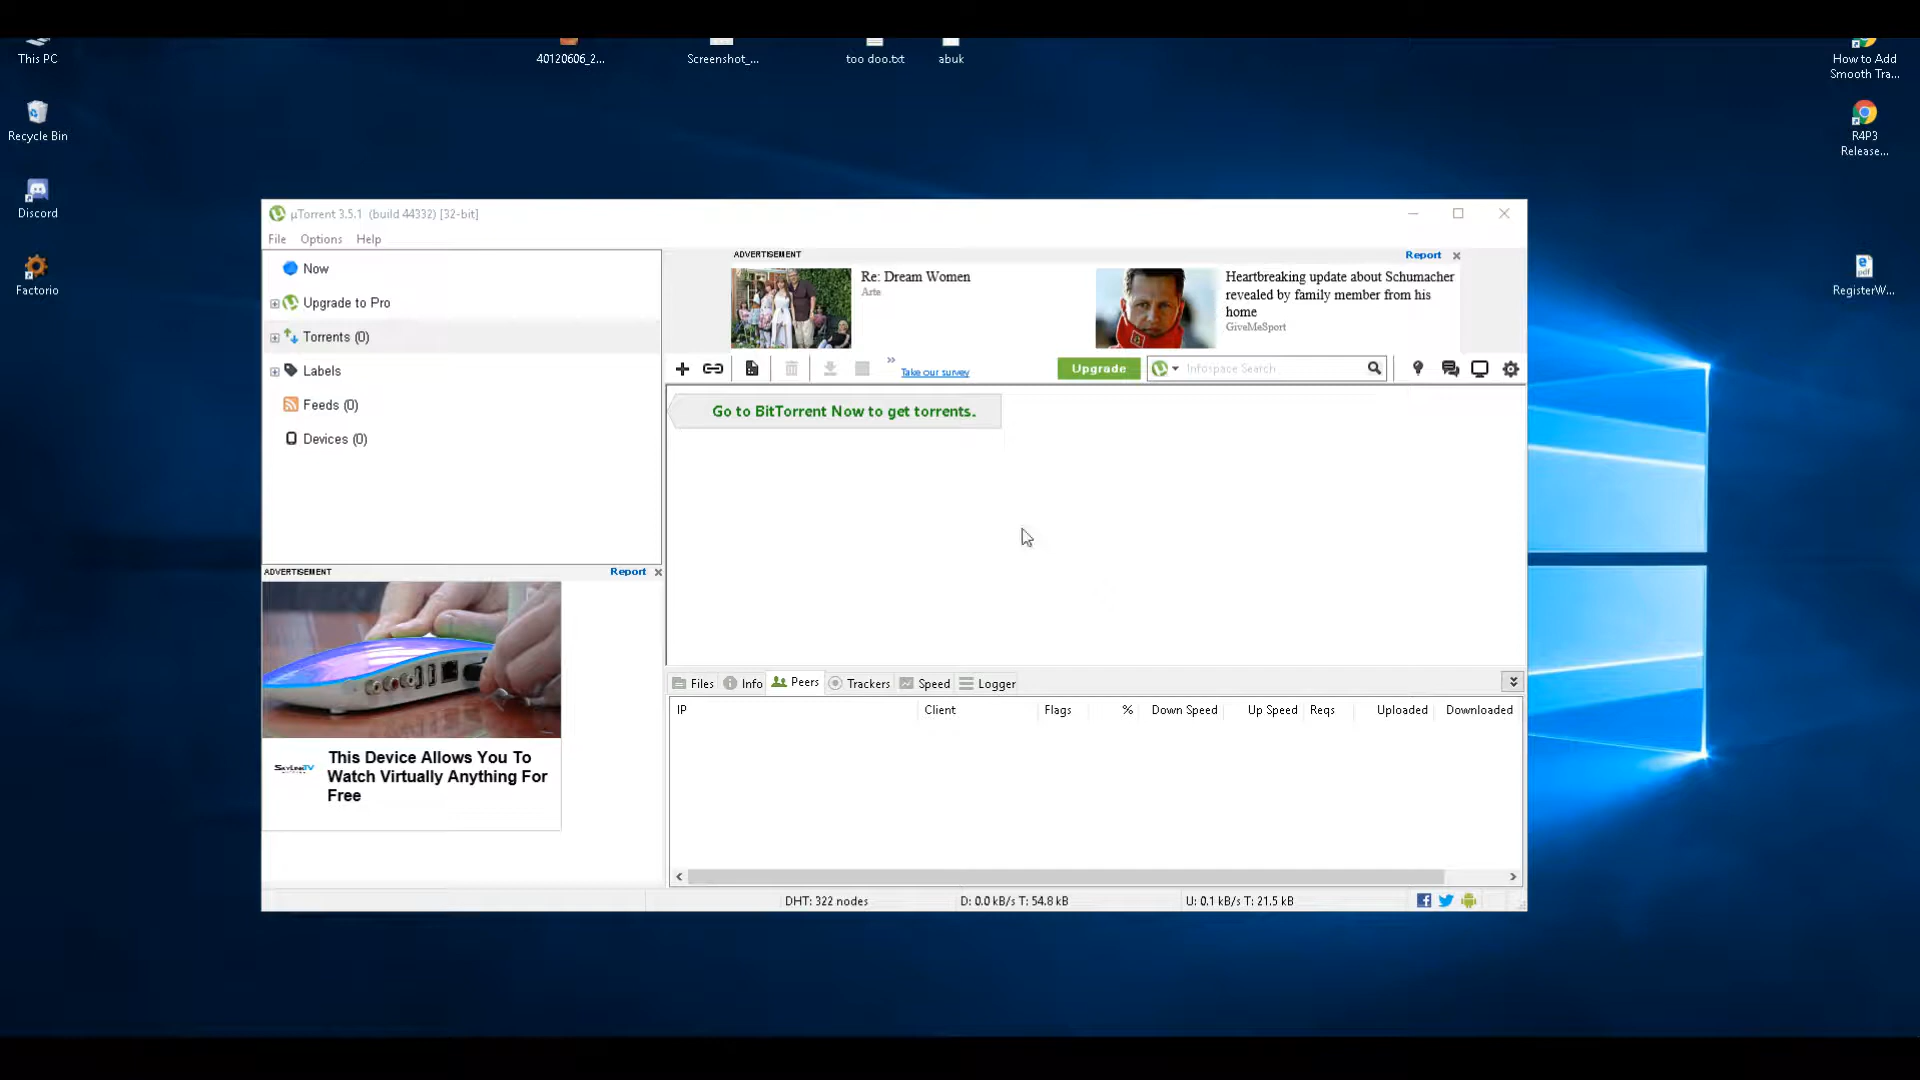 This PC
40120606_2...
Screenshot_...
too doo.txt
abuk
How to Add
Smooth Tra...
Recycle Bin
R4P3
Release...
Discord
Factorio
RegisterW...
µTorrent 3.5.1 (build 44332) [32-bit]
File Options Help
Now
Upgrade to Pro
Torrents (0)
Labels
Feeds (0)
Devices (0)
ADVERTISEMENT
Report
Re: Dream Women
Arte
Heartbreaking update about Schumacher
revealed by family member from his
home
GiveMeSport
Take our survey
Upgrade
Infospace Search
Go to BitTorrent Now to get torrents.
ADVERTISEMENT
Report
SkyLinkTV
This Device Allows You To
Watch Virtually Anything For
Free
Files Info Peers Trackers Speed Logger
IP Client Flags % Down Speed Up Speed Reqs Uploaded Downloaded
DHT: 322 nodes D: 0.0 kB/s T: 54.8 kB U: 0.1 kB/s T: 21.5 kB